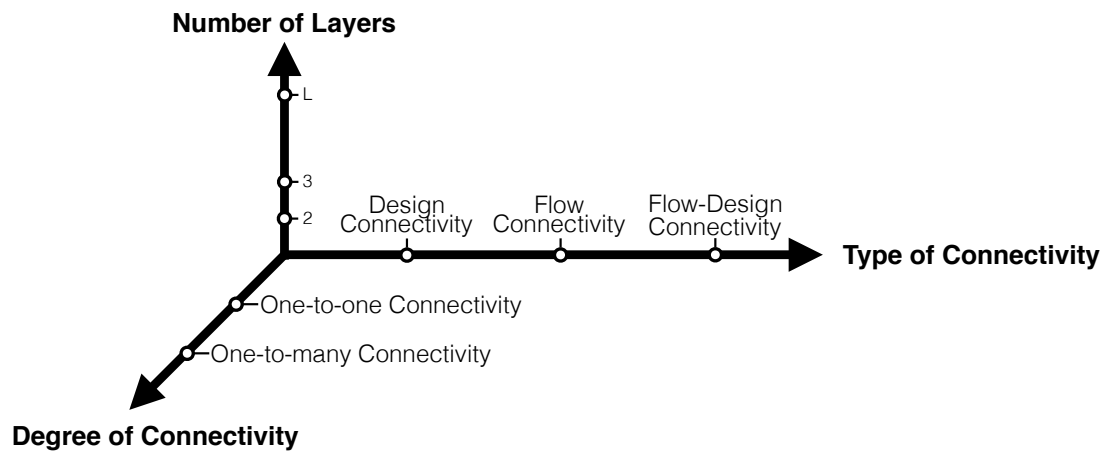 Number of Layers
L
3
2
Design
Connectivity
Flow
Connectivity
Flow-Design
Connectivity
Type of Connectivity
One-to-one Connectivity
One-to-many Connectivity
Degree of Connectivity